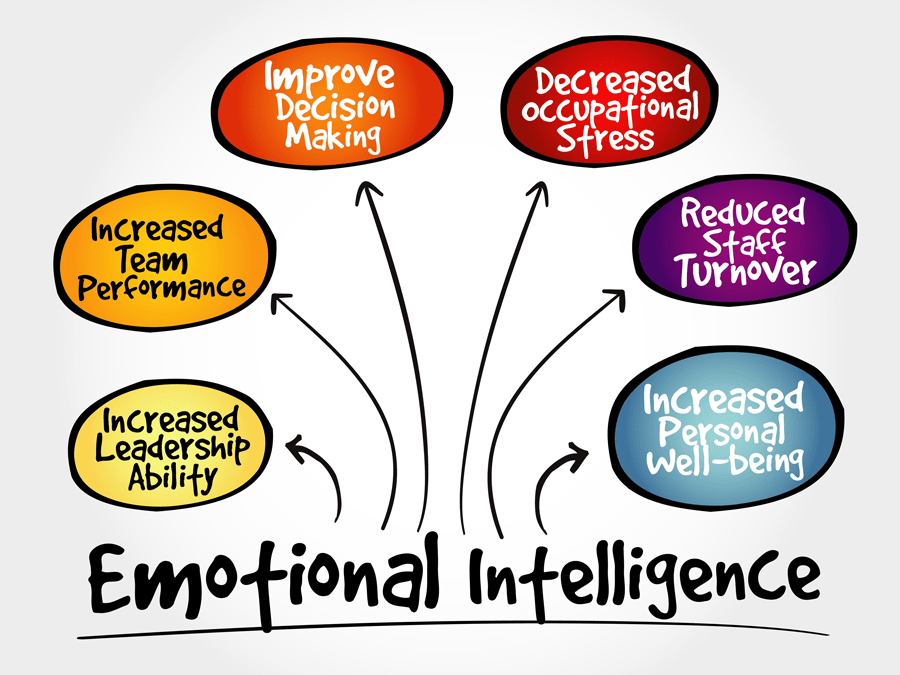 Improve
Decision
Making
Decreased
Occupational
Stress
Increased
Team
Performance
Reduced
Staff
Turnover
Increased
Leadership
Ability
Increased
Personal
Well-being
Emotional Intelligence